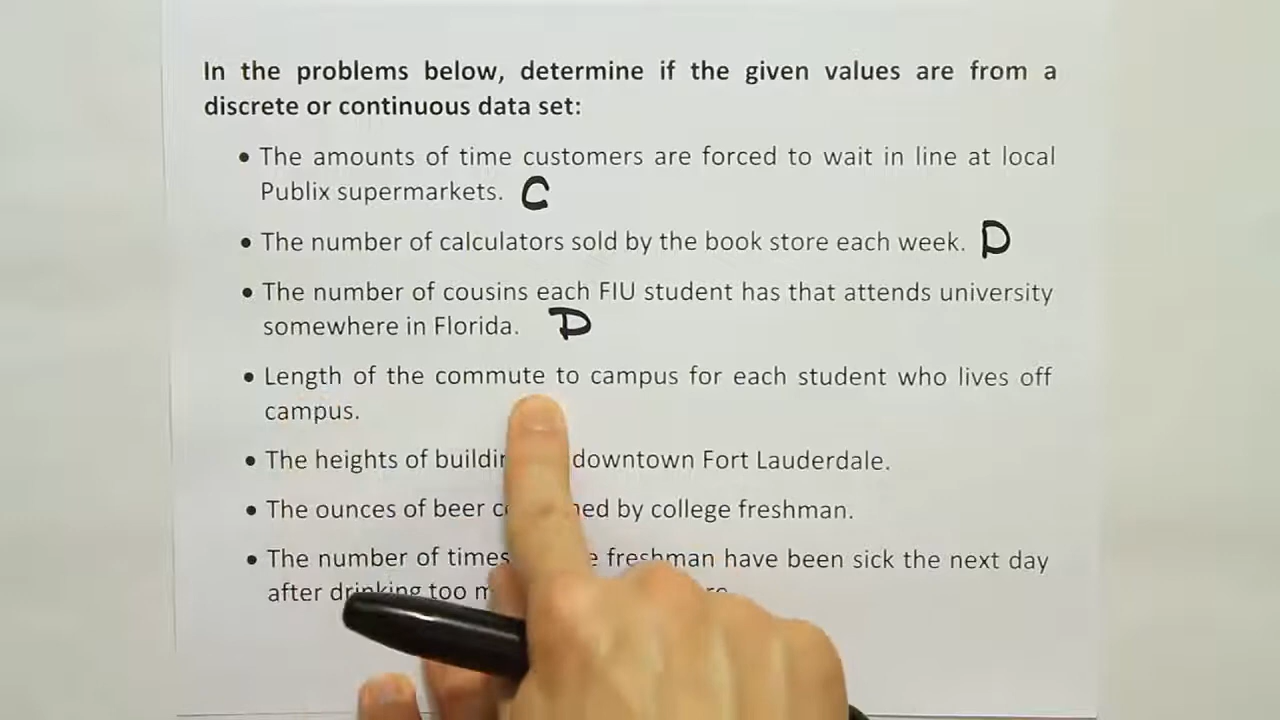 In the problems below, determine if the given values are from a
discrete or continuous data set:
• The amounts of time customers are forced to wait in line at local
Publix supermarkets. C
• The number of calculators sold by the book store each week. D
• The number of cousins each FIU student has that attends university
somewhere in Florida. D
• Length of the commute to campus for each student who lives off
campus.
• The heights of downtown Fort Lauderdale.
• The ounces of beer by college freshman.
• The number of times freshman have been sick the next day
after drinking too